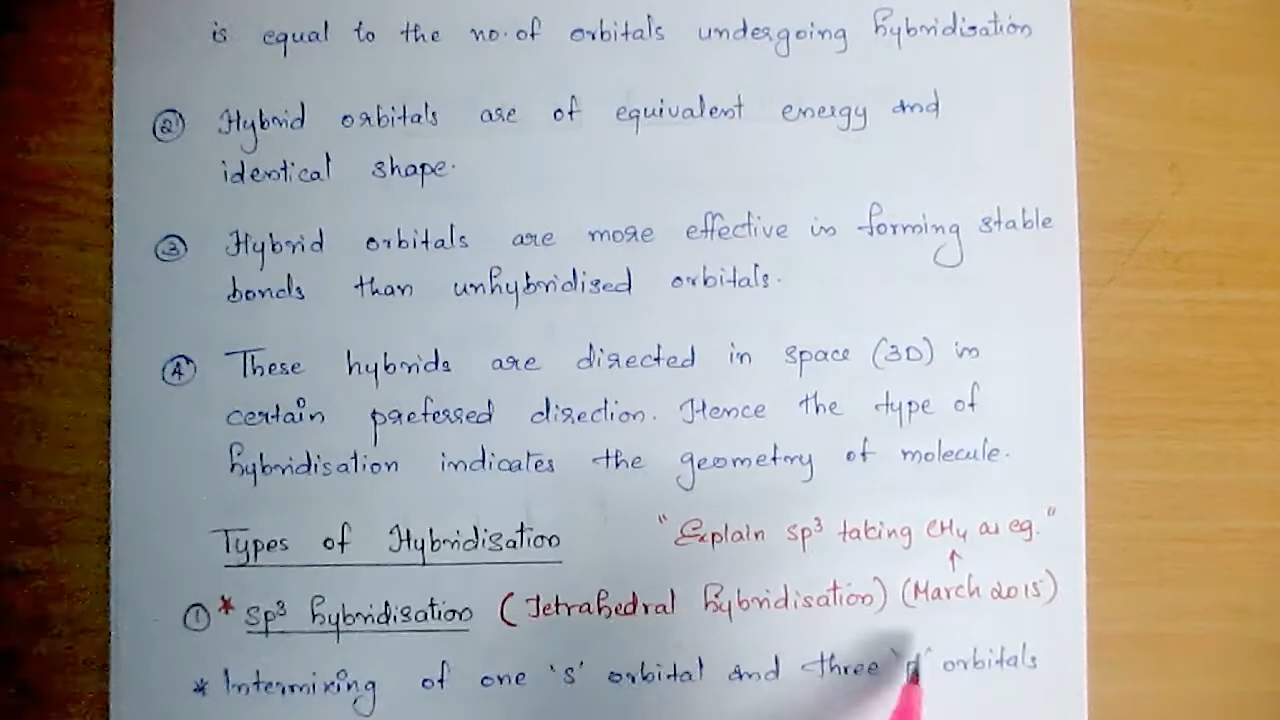 is equal to the no. of orbitals undergoing hybridisation
② Hybrid orbitals are of equivalent energy and
identical shape.
③ Hybrid orbitals are more effective in forming stable
bonds than unhybridised orbitals.
④ These hybrids are directed in space (3D) in
certain preferred direction. Hence the type of
hybridisation indicates the geometry of molecule.
Types of Hybridisation "Explain sp³ taking CH₄ as eg."
↑
① * sp³ hybridisation (Tetrahedral hybridisation) (March 2015)
* Intermixing of one 's' orbital and three orbitals